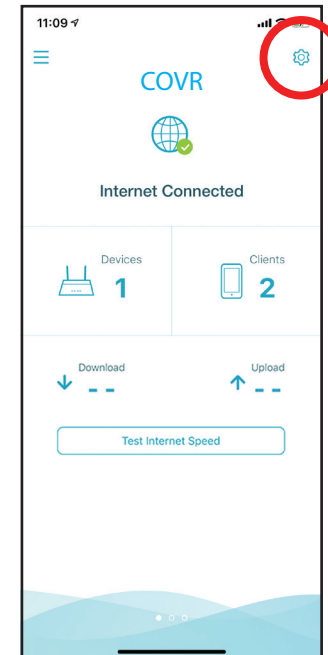 11:09
COVR
Internet Connected
Devices
1
Clients
2
Download
- -
Upload
- -
Test Internet Speed